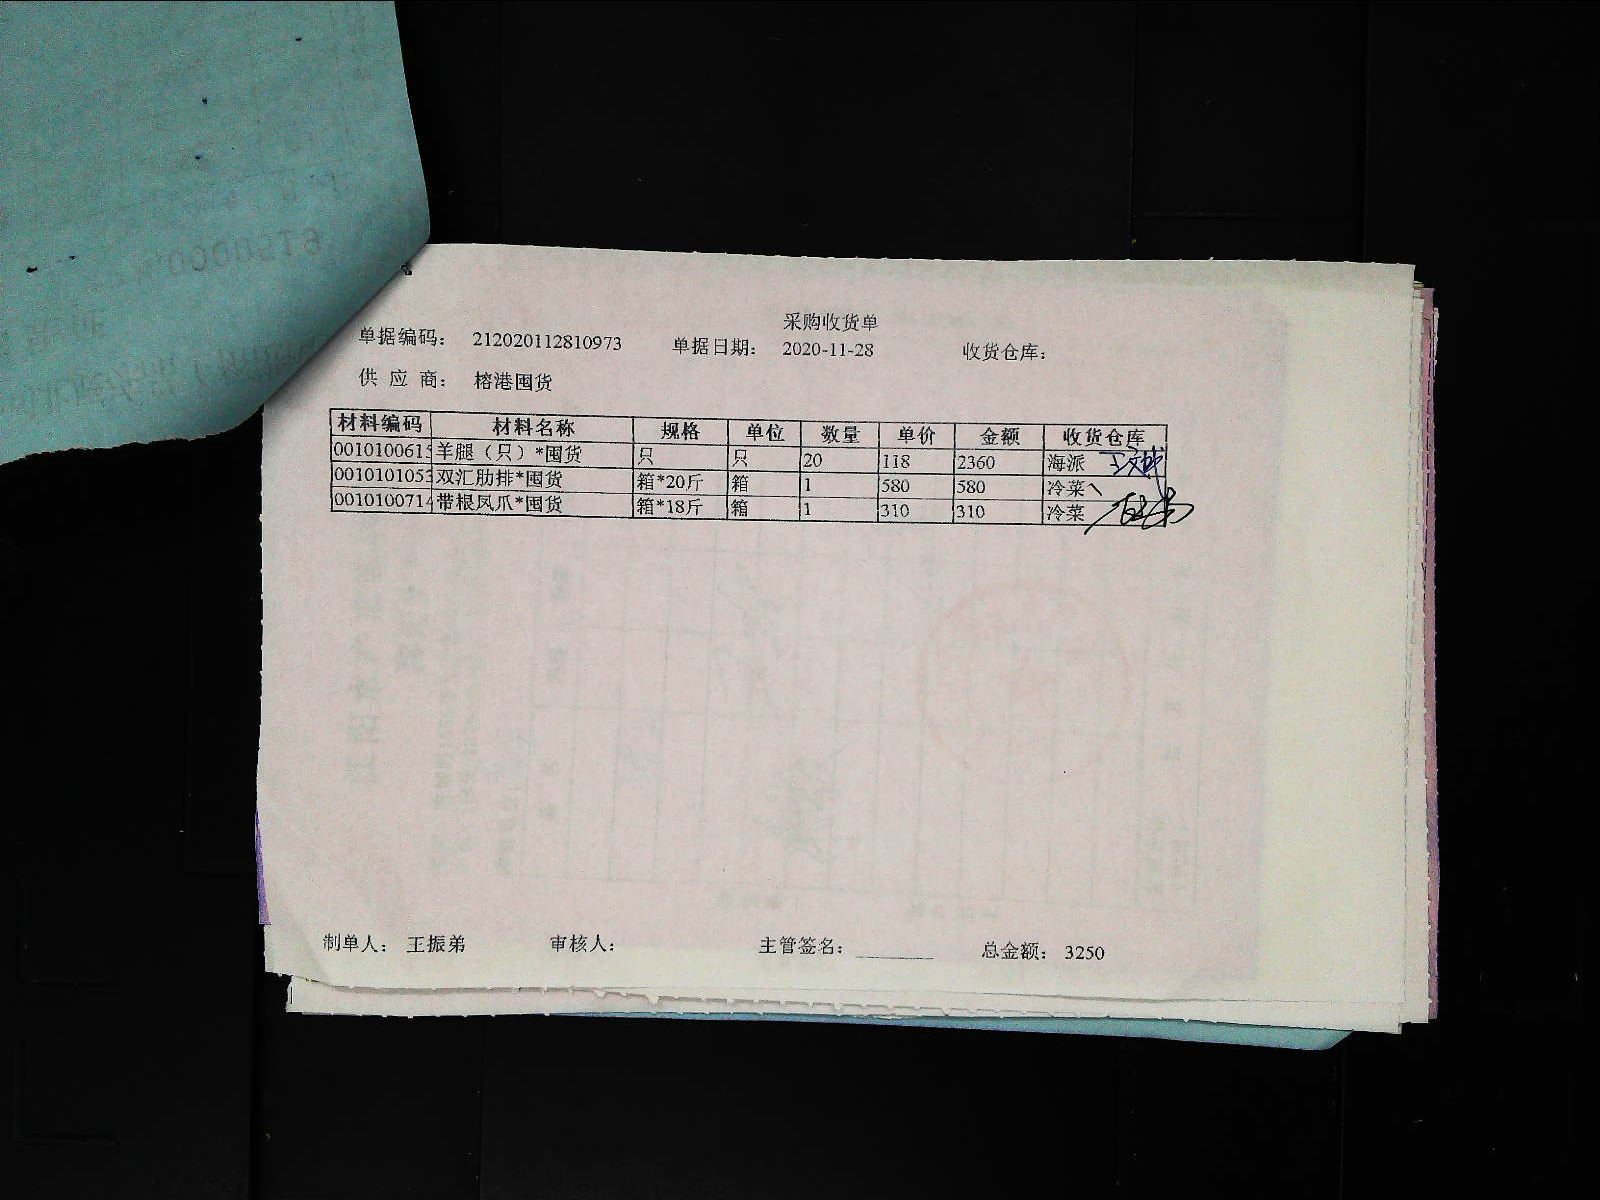 采购收货单
单据编码： 212020112810973 单据日期： 2020-11-28 收货仓库：
供 应 商： 榕港囤货
材料编码 材料名称 规格 单位 数量 单价 金额 收货仓库
0010100615 羊腿（只）*囤货 只 只 20 118 2360 海派
0010101053 双汇肋排*囤货 箱*20斤 箱 1 580 580 冷菜
0010100714 带根凤爪*囤货 箱*18斤 箱 1 310 310 冷菜
制单人： 王振弟 审核人： 主管签名： 总金额： 3250